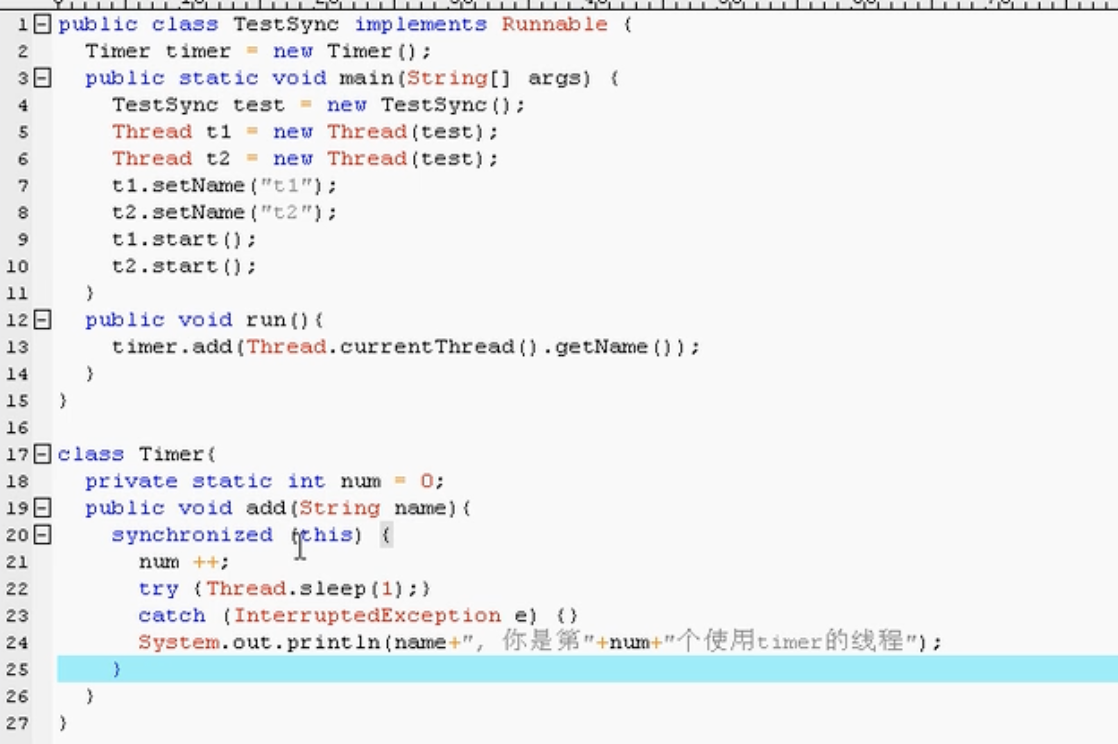 1 public class TestSync implements Runnable {
2   Timer timer = new Timer();
3   public static void main(String[] args) {
4     TestSync test = new TestSync();
5     Thread t1 = new Thread(test);
6     Thread t2 = new Thread(test);
7     t1.setName("t1");
8     t2.setName("t2");
9     t1.start();
10     t2.start();
11   }
12   public void run(){
13     timer.add(Thread.currentThread().getName());
14   }
15 }
16
17 class Timer{
18   private static int num = 0;
19   public void add(String name){
20     synchronized (this) {
21       num ++;
22       try {Thread.sleep(1);}
23       catch (InterruptedException e) {}
24       System.out.println(name+", 你是第"+num+"个使用timer的线程");
25     }
26   }
27 }